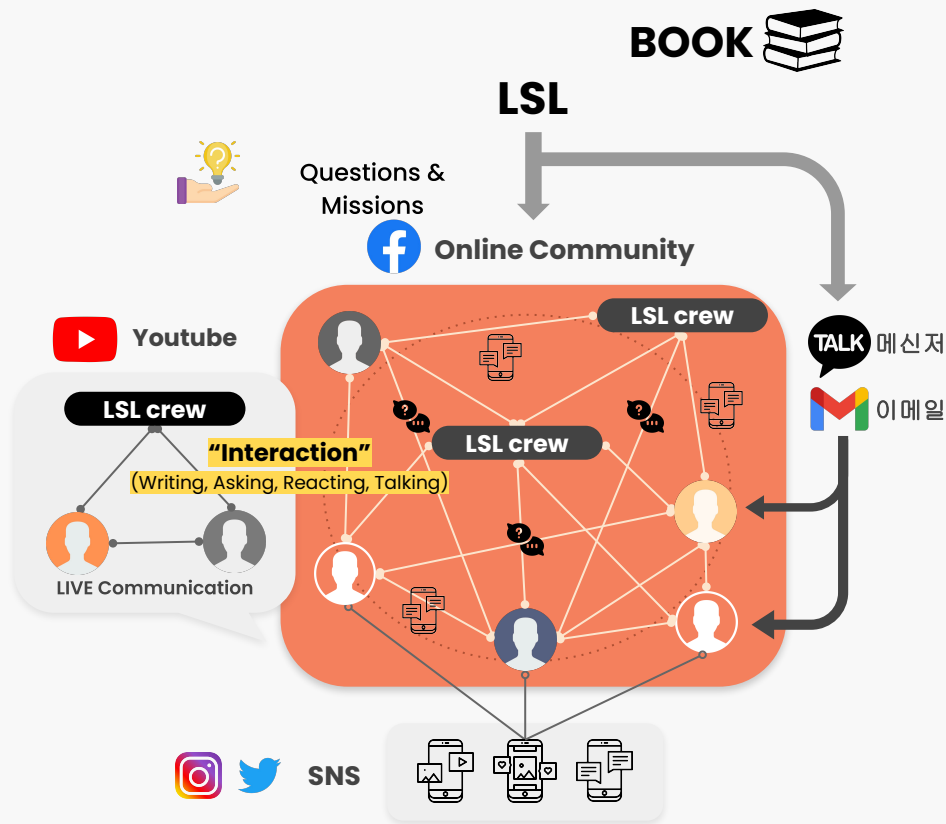 BOOK
LSL
Questions &
Missions
Online Community
Youtube
LSL crew
TALK 메신저
이메일
LSL crew
"Interaction"
(Writing, Asking, Reacting, Talking)
LSL crew
LIVE Communication
SNS